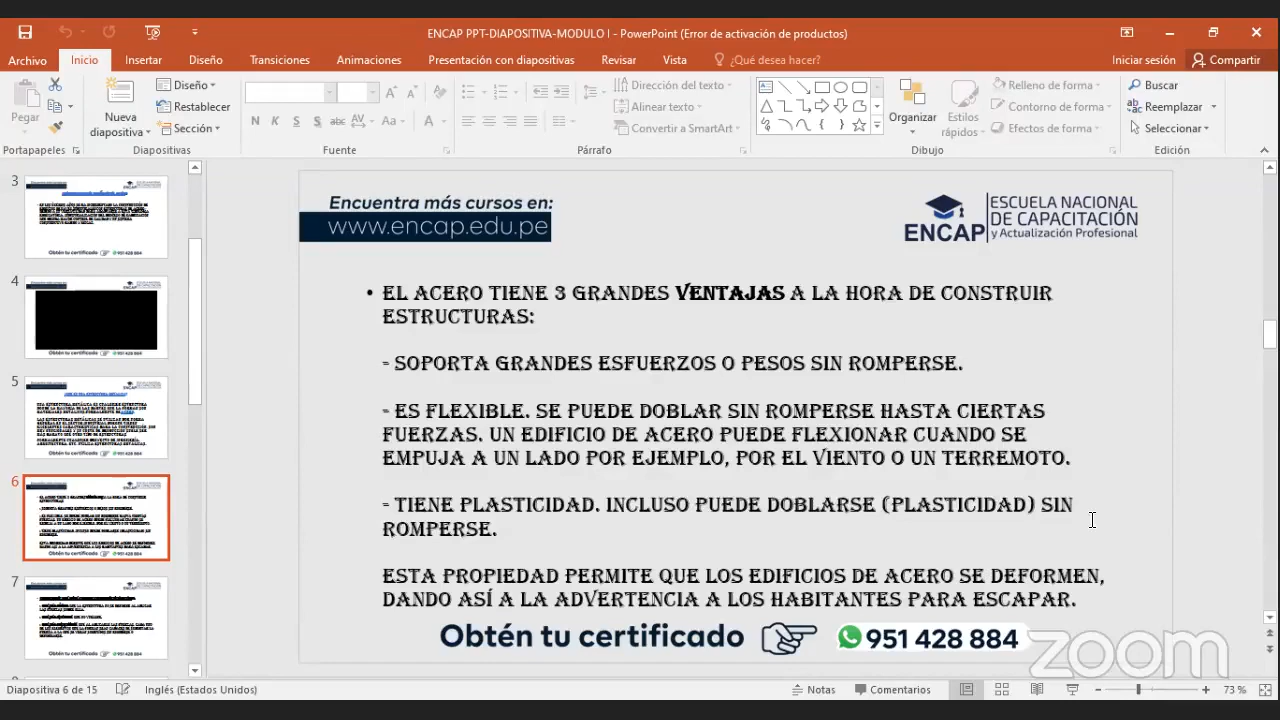 ENCAP PPT-DIAPOSITIVA-MODULO I - PowerPoint (Error de activación de productos)
Archivo Inicio Insertar Diseño Transiciones Animaciones Presentación con diapositivas Revisar Vista ¿Qué desea hacer? Iniciar sesión Compartir
Pegar
Nueva diapositiva
Diseño
Restablecer
Sección
N K S S abc AV Aa A
Dirección del texto
Alinear texto
Convertir a SmartArt
Organizar
Estilos rápidos
Relleno de forma
Contorno de forma
Efectos de forma
Buscar
Reemplazar
Seleccionar
Portapapeles Diapositivas Fuente Párrafo Dibujo Edición
3
4
5
6
7
Encuentra más cursos en:
www.encap.edu.pe
ENCAP
ESCUELA NACIONAL
DE CAPACITACIÓN
y Actualización Profesional
• EL ACERO TIENE 3 GRANDES VENTAJAS A LA HORA DE CONSTRUIR
ESTRUCTURAS:
- SOPORTA GRANDES ESFUERZOS O PESOS SIN ROMPERSE.
- ES FLEXIBLE. SE PUEDE DOBLAR SIN ROMPERSE HASTA CIERTAS
FUERZAS. UN EDIFICIO DE ACERO PUEDE FLEXIONAR CUANDO SE
EMPUJA A UN LADO POR EJEMPLO, POR EL VIENTO O UN TERREMOTO.
- TIENE PLASTICIDAD. INCLUSO PUEDE DOBLARSE (PLASTICIDAD) SIN
ROMPERSE.
ESTA PROPIEDAD PERMITE QUE LOS EDIFICIOS DE ACERO SE DEFORMEN,
DANDO ASÍ A LA ADVERTENCIA A LOS HABITANTES PARA ESCAPAR.
Obtén tu certificado 951 428 884
zoom
Diapositiva 6 de 15 Inglés (Estados Unidos) Notas Comentarios 73 %